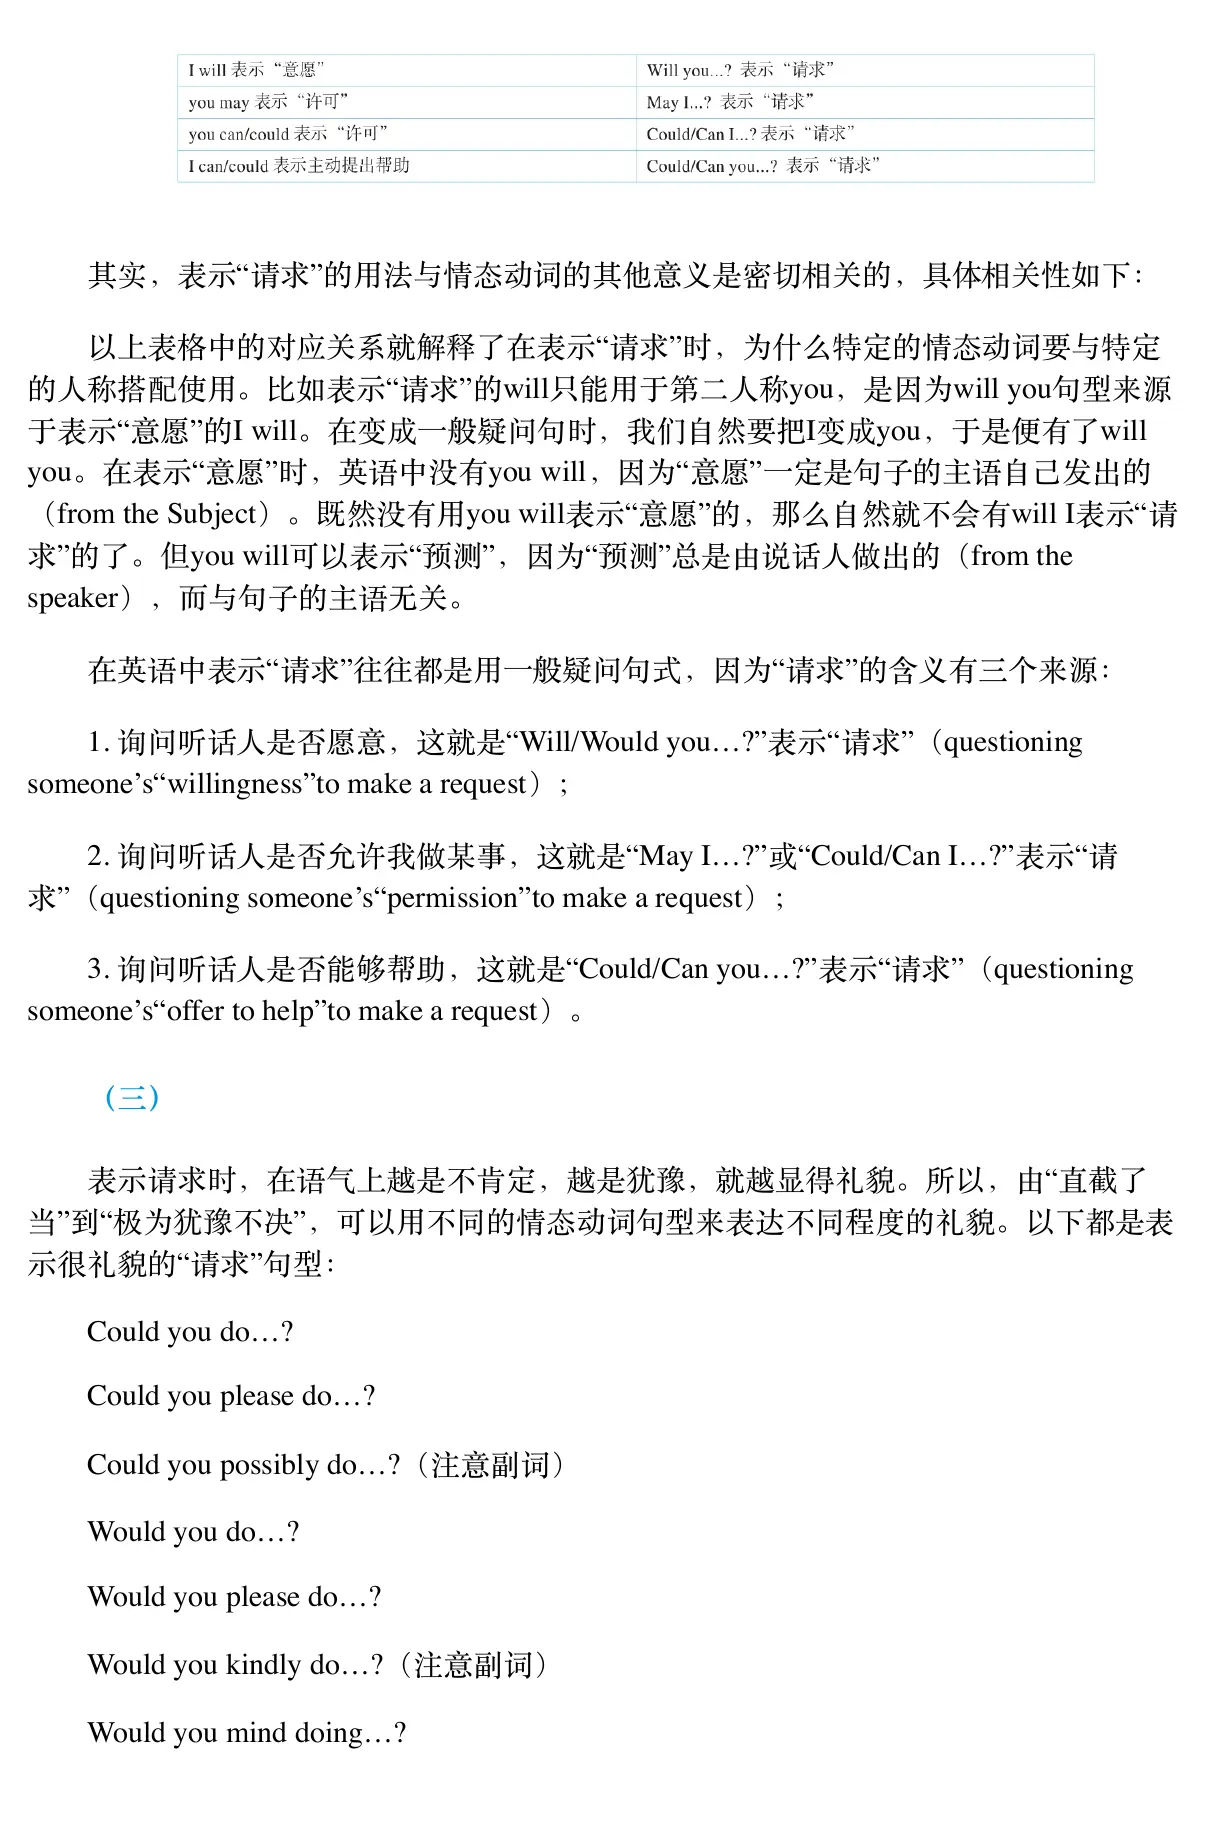 I will 表示“意愿”
Will you...? 表示“请求”
you may 表示“许可”
May I...? 表示“请求”
you can/could 表示“许可”
Could/Can I...? 表示“请求”
I can/could 表示主动提出帮助
Could/Can you...? 表示“请求”
其实，表示“请求”的用法与情态动词的其他意义是密切相关的，具体相关性如下：
以上表格中的对应关系就解释了在表示“请求”时，为什么特定的情态动词要与特定
的人称搭配使用。比如表示“请求”的will只能用于第二人称you，是因为will you句型来源
于表示“意愿”的I will。在变成一般疑问句时，我们自然要把I变成you，于是便有了will
you。在表示“意愿”时，英语中没有you will，因为“意愿”一定是句子的主语自己发出的
（from the Subject）。既然没有用you will表示“意愿”的，那么自然就不会有will I表示“请
求”的了。但you will可以表示“预测”，因为“预测”总是由说话人做出的（from the
speaker），而与句子的主语无关。
在英语中表示“请求”往往都是用一般疑问句式，因为“请求”的含义有三个来源：
1. 询问听话人是否愿意，这就是“Will/Would you…?”表示“请求”（questioning
someone’s“willingness”to make a request）；
2. 询问听话人是否允许我做某事，这就是“May I…?”或“Could/Can I…?”表示“请
求”（questioning someone’s“permission”to make a request）；
3. 询问听话人是否能够帮助，这就是“Could/Can you…?”表示“请求”（questioning
someone’s“offer to help”to make a request）。
（三）
表示请求时，在语气上越是不肯定，越是犹豫，就越显得礼貌。所以，由“直截了
当”到“极为犹豫不决”，可以用不同的情态动词句型来表达不同程度的礼貌。以下都是表
示很礼貌的“请求”句型：
Could you do…?
Could you please do…?
Could you possibly do…?（注意副词）
Would you do…?
Would you please do…?
Would you kindly do…?（注意副词）
Would you mind doing…?